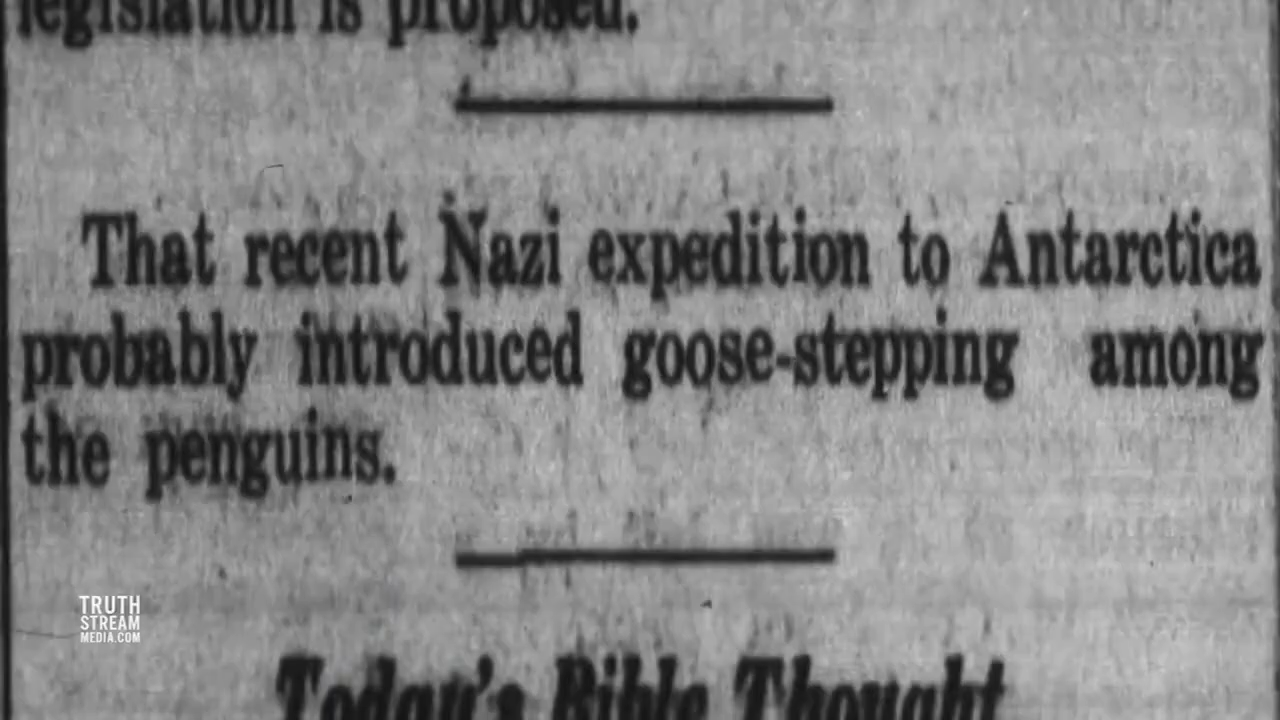 legislation is proposed.
That recent Nazi expedition to Antarctica
probably introduced goose-stepping among
the penguins.
TRUTH
STREAM
MEDIA.COM
Today's Bible Thought